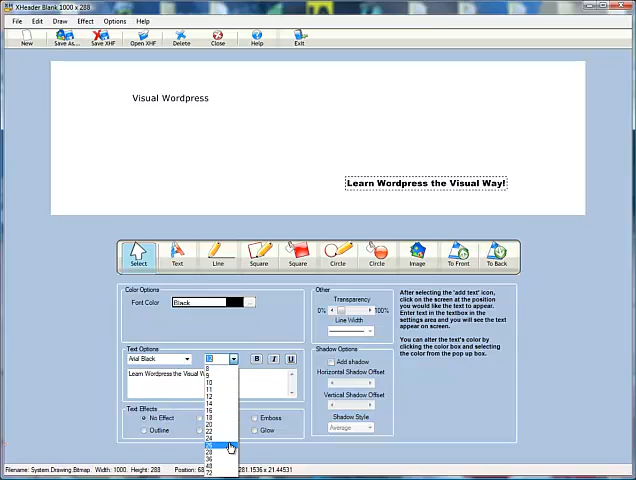 XHeader Blank 1000 x 288
File Edit Draw Effect Options Help
New Save As... Save XHF Open XHF Delete Close Help Exit
Visual Wordpress
Learn Wordpress the Visual Way!
Select Text Line Square Square Circle Circle Image To Front To Back
Color Options
Font Color Black ...
Other
Transparency
0% 100%
Line Width
After selecting the 'add text' icon,
click on the screen at the position
you would like the text to appear.
Enter text in the textbox in the
settings area and you will see the text
appear on screen.
You can alter the text's color by
clicking the color box and selecting
the color from the pop up box.
Text Options
Arial Black 12 B I U
Learn Wordpress the Visual W
8
9
10
11
12
14
16
18
20
22
24
26
28
36
48
72
Shadow Options
Add shadow
Horizontal Shadow Offset
Vertical Shadow Offset
Shadow Style
Average
Text Effects
No Effect Emboss
Outline Glow
Filename: System.Drawing.Bitmap. Width: 1000. Height: 288 Position: 68 281.1536 x 21.44531